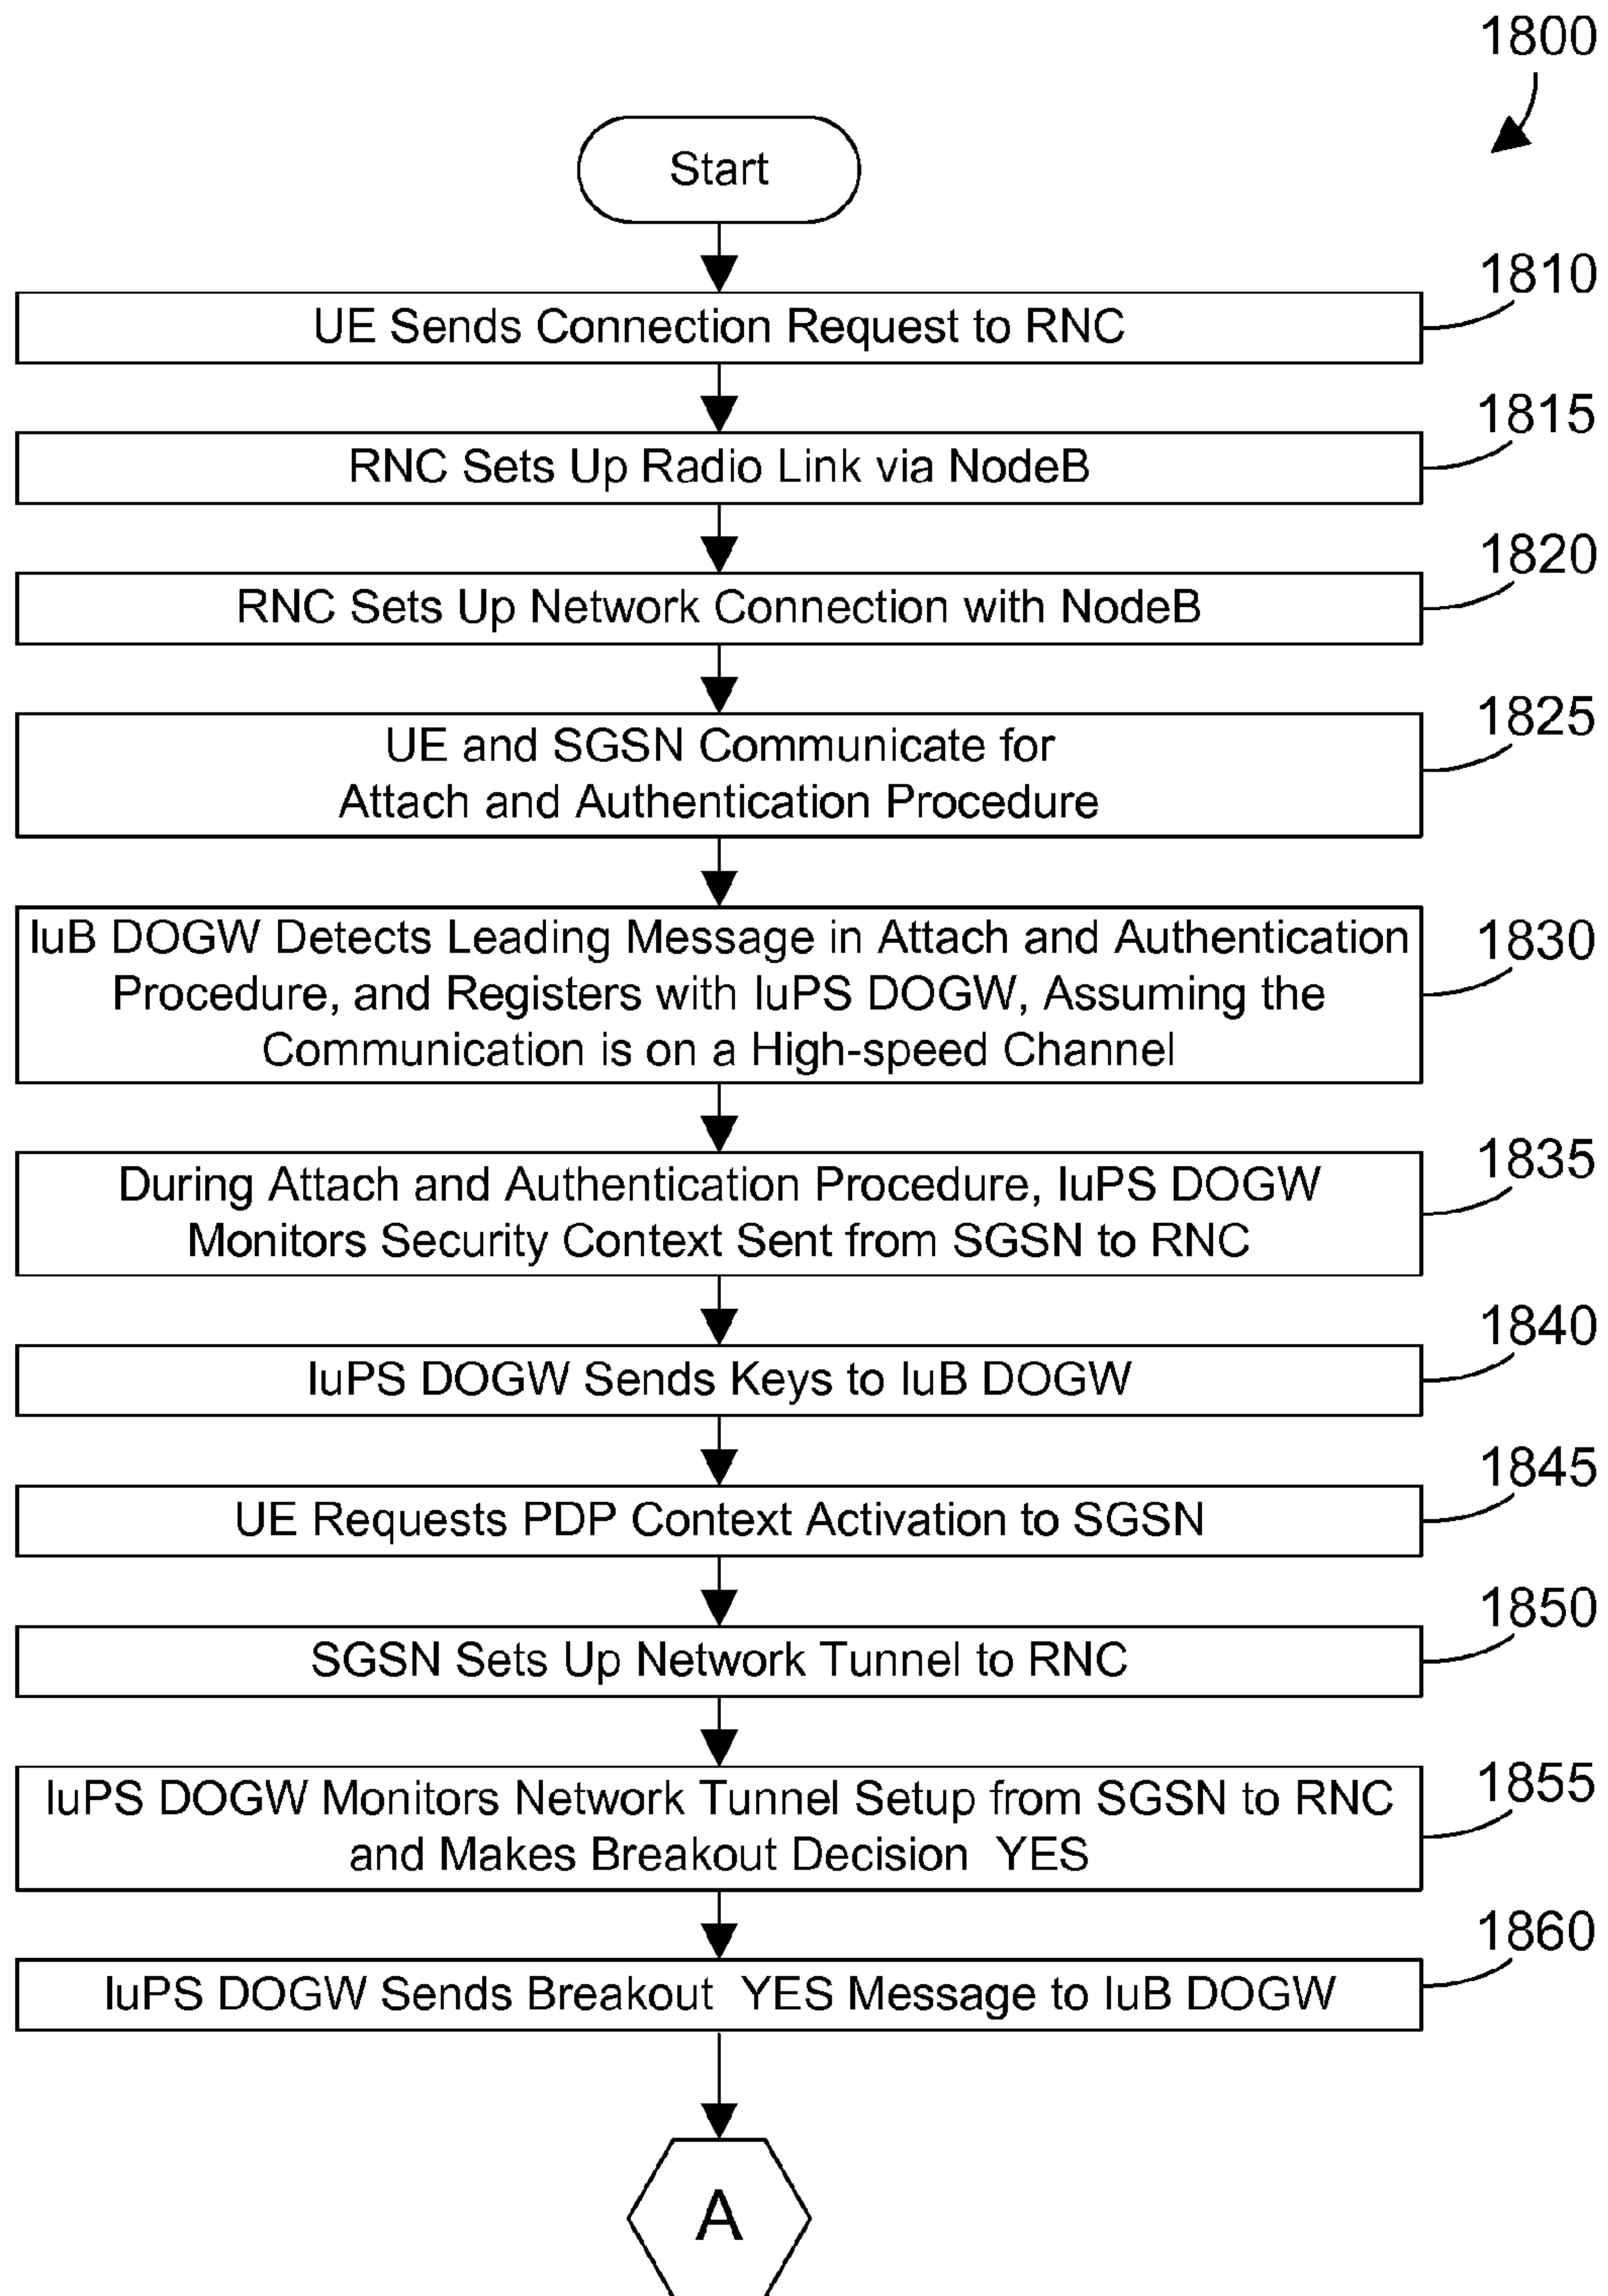 1800
Start
1810
UE Sends Connection Request to RNC
1815
RNC Sets Up Radio Link via NodeB
1820
RNC Sets Up Network Connection with NodeB
1825
UE and SGSN Communicate for
Attach and Authentication Procedure
1830
IuB DOGW Detects Leading Message in Attach and Authentication
Procedure, and Registers with IuPS DOGW, Assuming the
Communication is on a High-speed Channel
1835
During Attach and Authentication Procedure, IuPS DOGW
Monitors Security Context Sent from SGSN to RNC
1840
IuPS DOGW Sends Keys to IuB DOGW
1845
UE Requests PDP Context Activation to SGSN
1850
SGSN Sets Up Network Tunnel to RNC
1855
IuPS DOGW Monitors Network Tunnel Setup from SGSN to RNC
and Makes Breakout Decision YES
1860
IuPS DOGW Sends Breakout YES Message to IuB DOGW
A